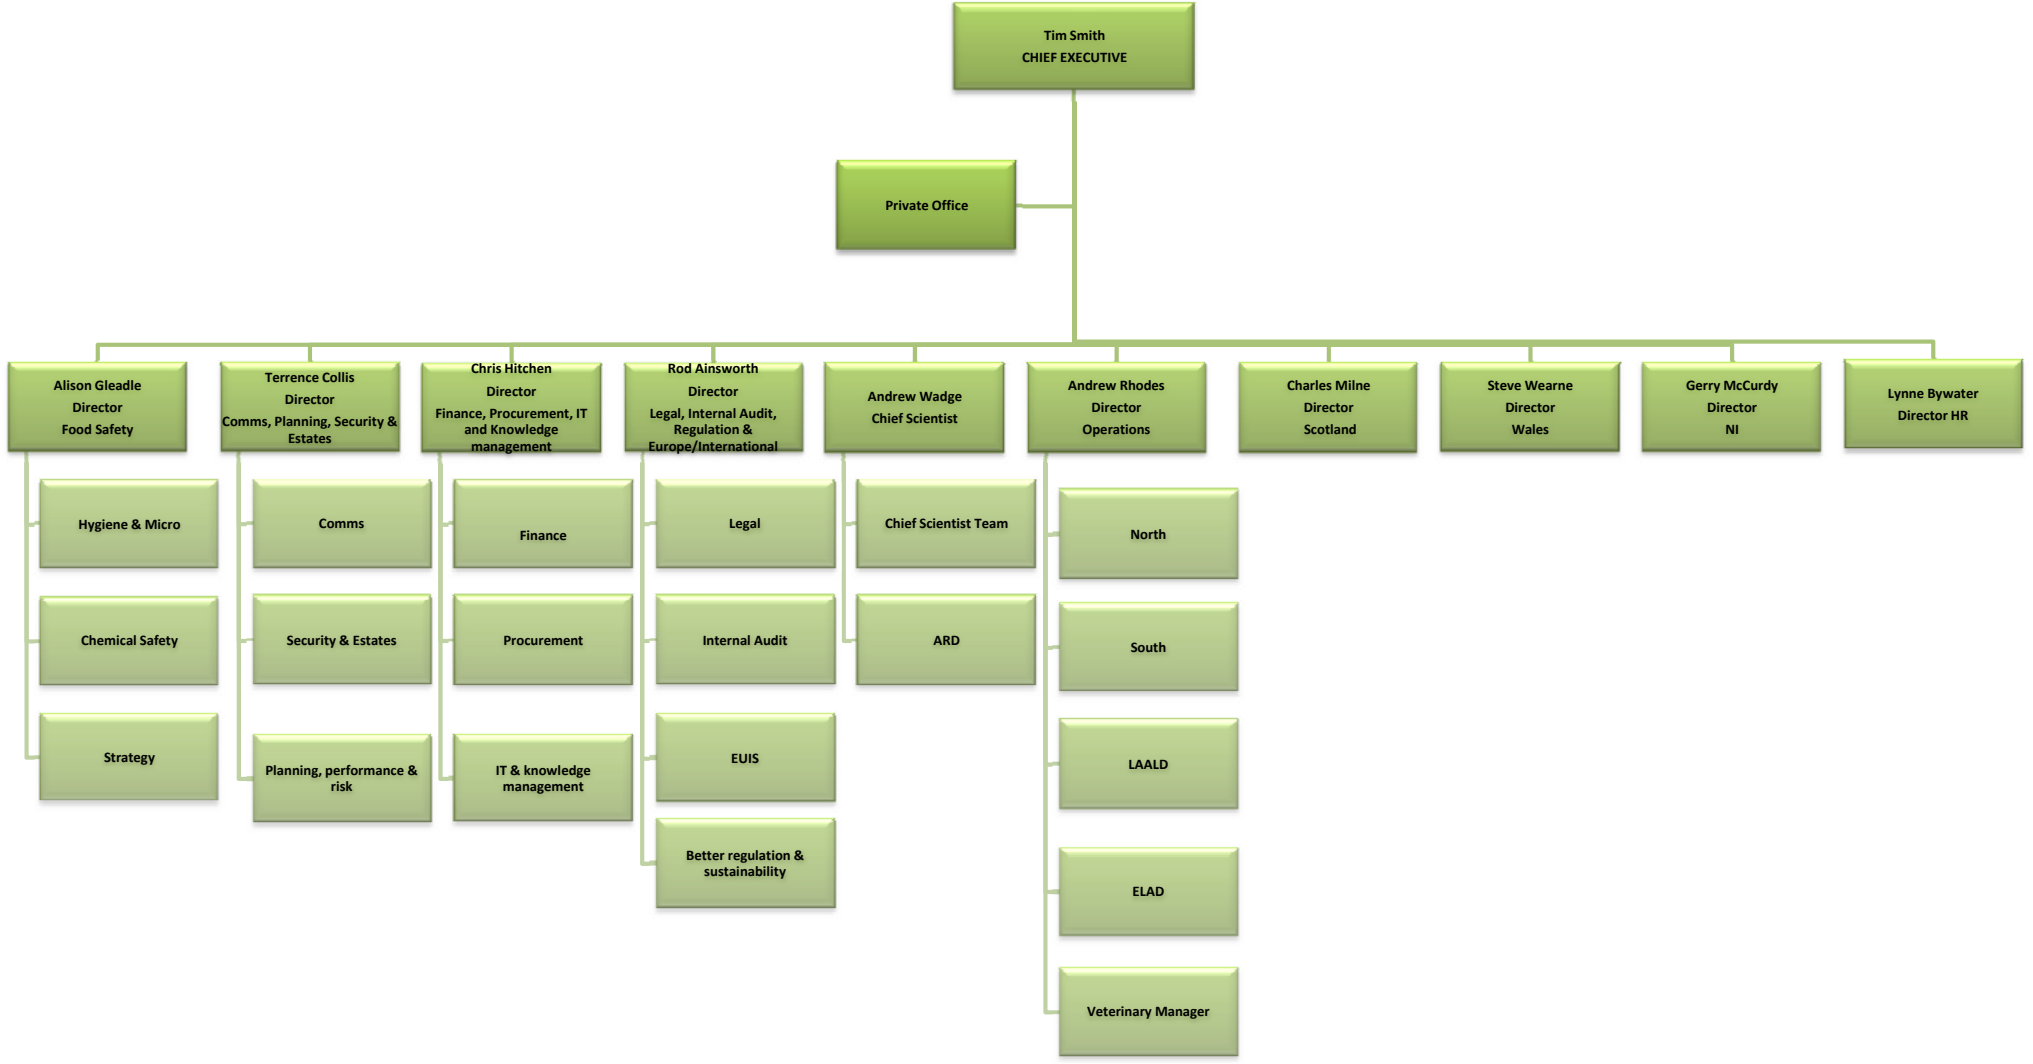 Tim Smith
CHIEF EXECUTIVE
Private Office
Alison Gleadle
Director
Food Safety
Terrence Collis
Director
Comms, Planning, Security &
Estates
Chris Hitchen
Director
Finance, Procurement, IT
and Knowledge
management
Rod Ainsworth
Director
Legal, Internal Audit,
Regulation &
Europe/International
Andrew Wadge
Chief Scientist
Andrew Rhodes
Director
Operations
Charles Milne
Director
Scotland
Steve Wearne
Director
Wales
Gerry McCurdy
Director
NI
Lynne Bywater
Director HR
Hygiene & Micro
Chemical Safety
Strategy
Comms
Security & Estates
Planning, performance &
risk
Finance
Procurement
IT & knowledge
management
Legal
Internal Audit
EUIS
Better regulation &
sustainability
Chief Scientist Team
ARD
North
South
LAALD
ELAD
Veterinary Manager